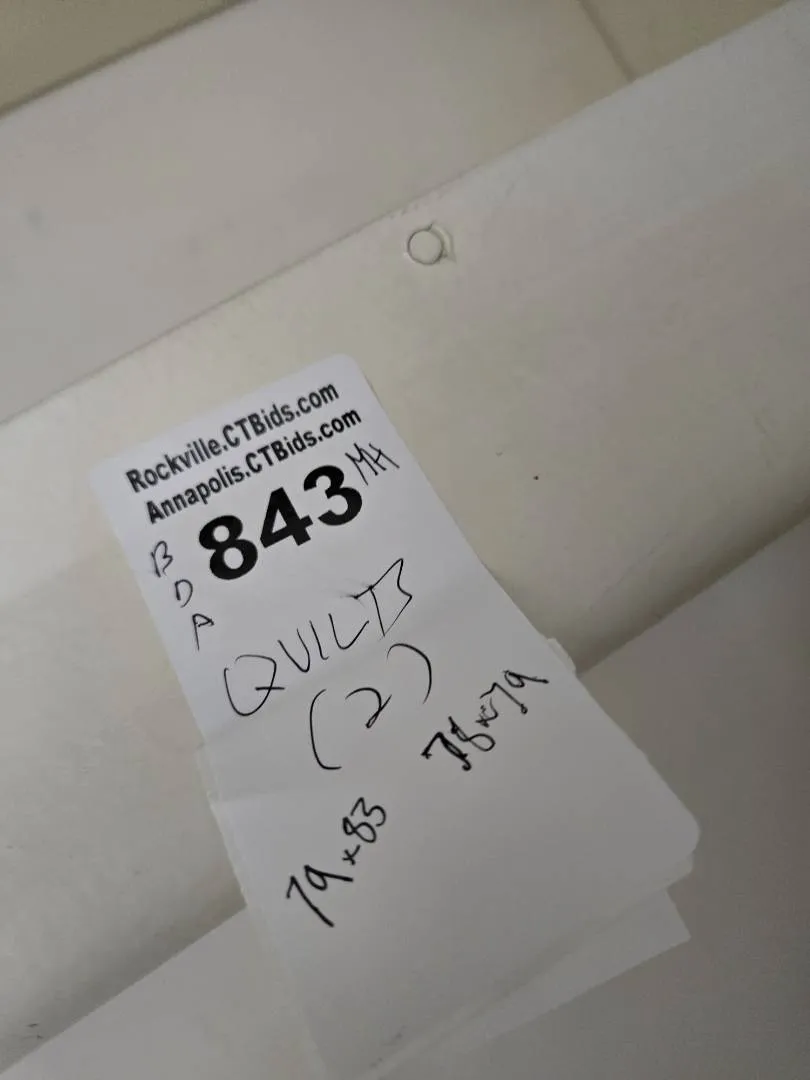 Rockville.CTBids.com
Annapolis.CTBids.com
843 MH
B
D
A
QUILTS
(2)
78x79
79x83